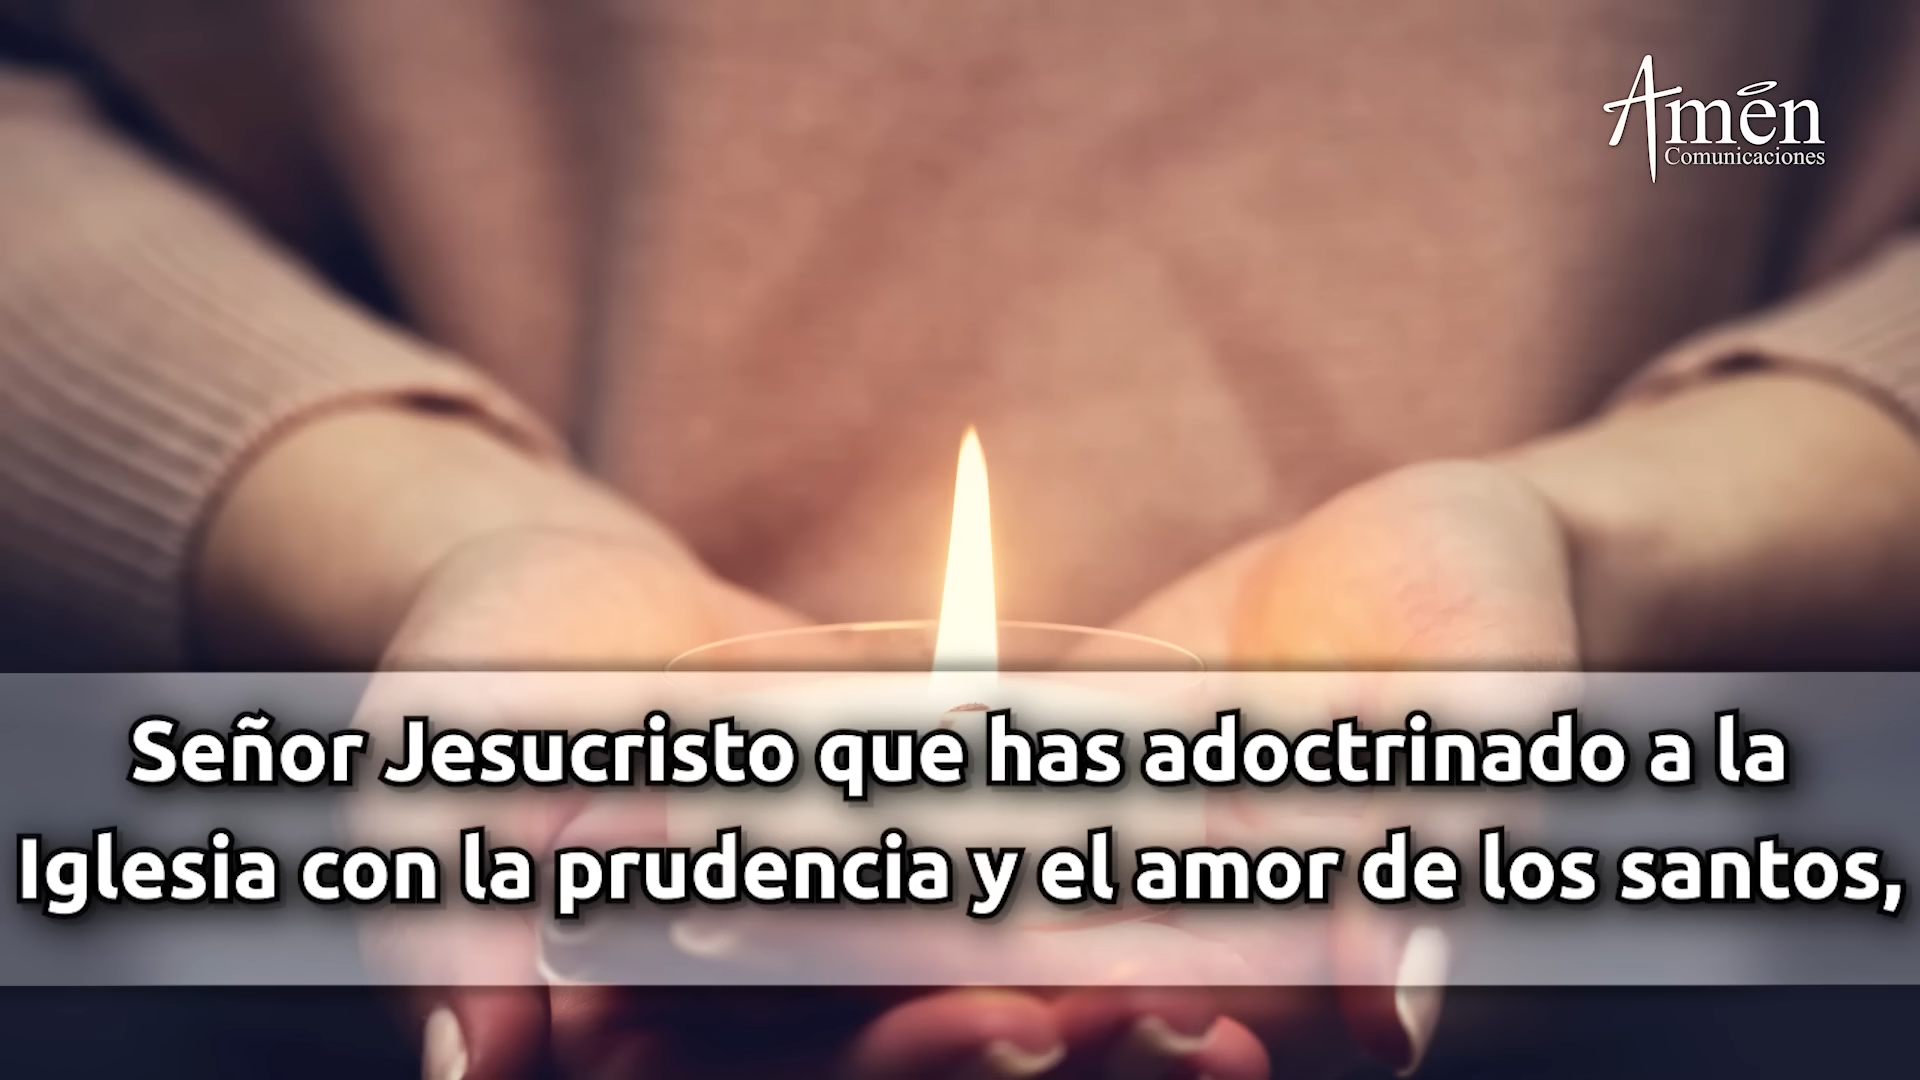 Amén
Comunicaciones
Señor Jesucristo que has adoctrinado a la
Iglesia con la prudencia y el amor de los santos,